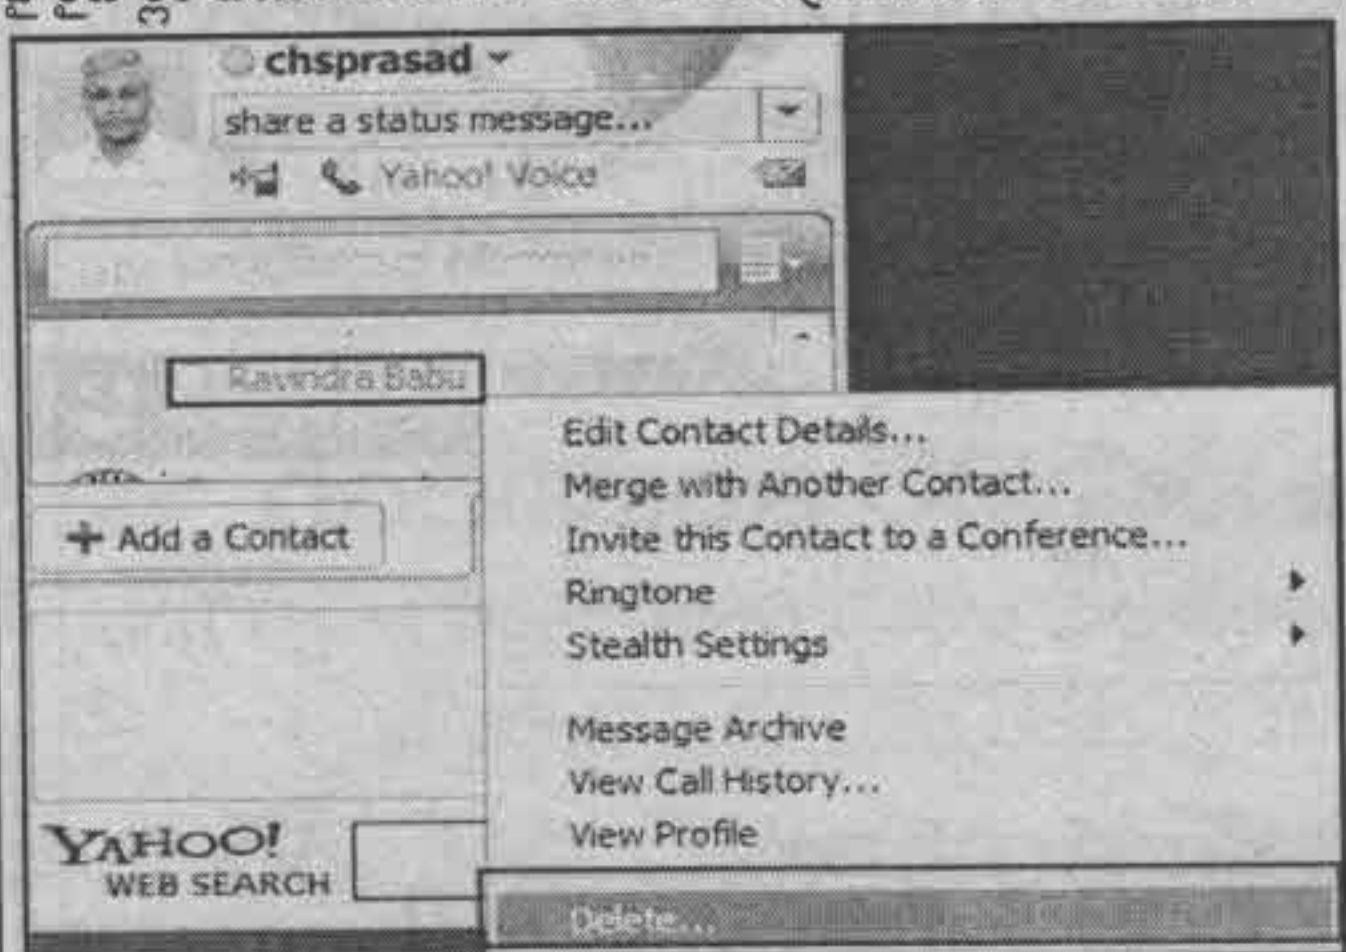 chsprasad
share a status message...
Yahoo! Voice
Ravindra Babu
Edit Contact Details...
Merge with Another Contact...
Invite this Contact to a Conference...
+ Add a Contact
Ringtone
Stealth Settings
Message Archive
View Call History...
View Profile
YAHOO!
WEB SEARCH
Delete...